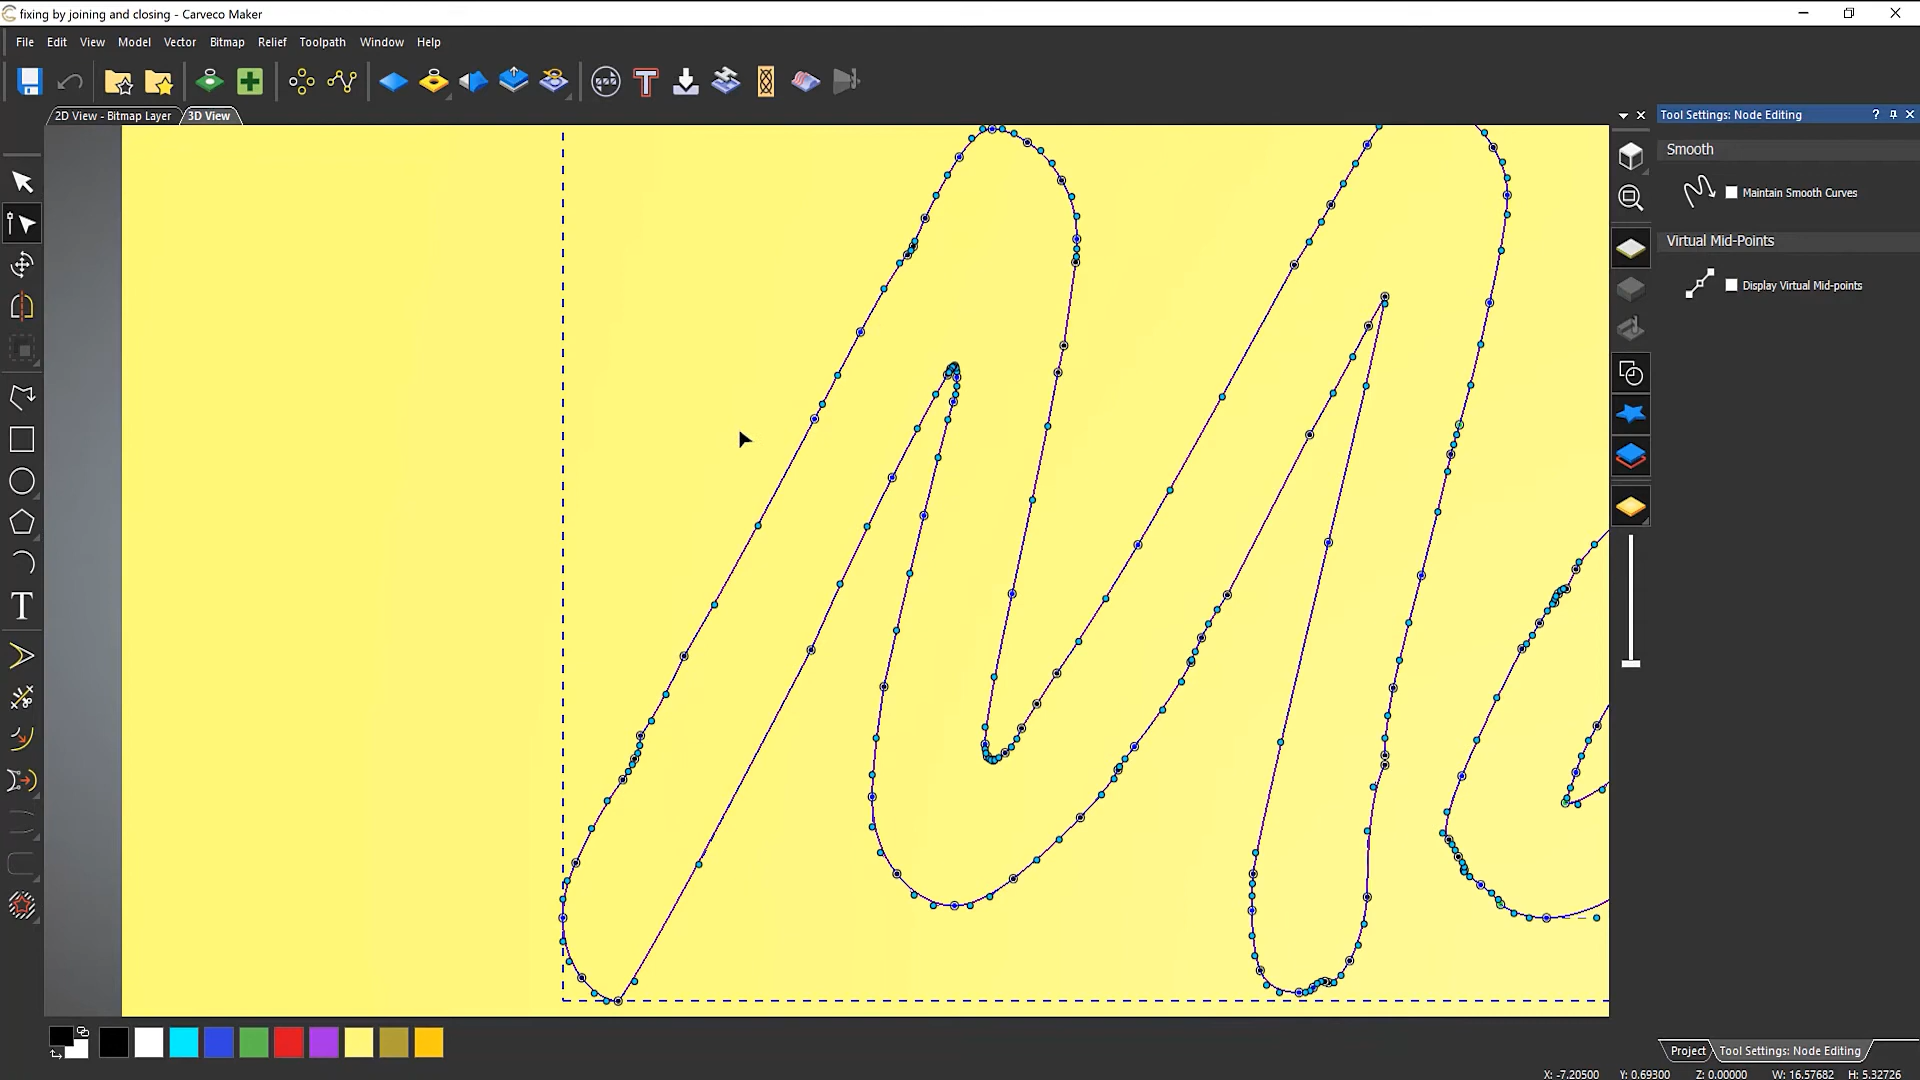 fixing by joining and closing - Carveco Maker
File Edit View Model Vector Bitmap Relief Toolpath Window Help
2D View - Bitmap Layer 3D View
Tool Settings: Node Editing
Smooth
Maintain Smooth Curves
Virtual Mid-Points
Display Virtual Mid-points
Project Tool Settings: Node Editing
X: -7.20500 Y: 0.69300 Z: 0.00000 W: 16.57682 H: 5.32726